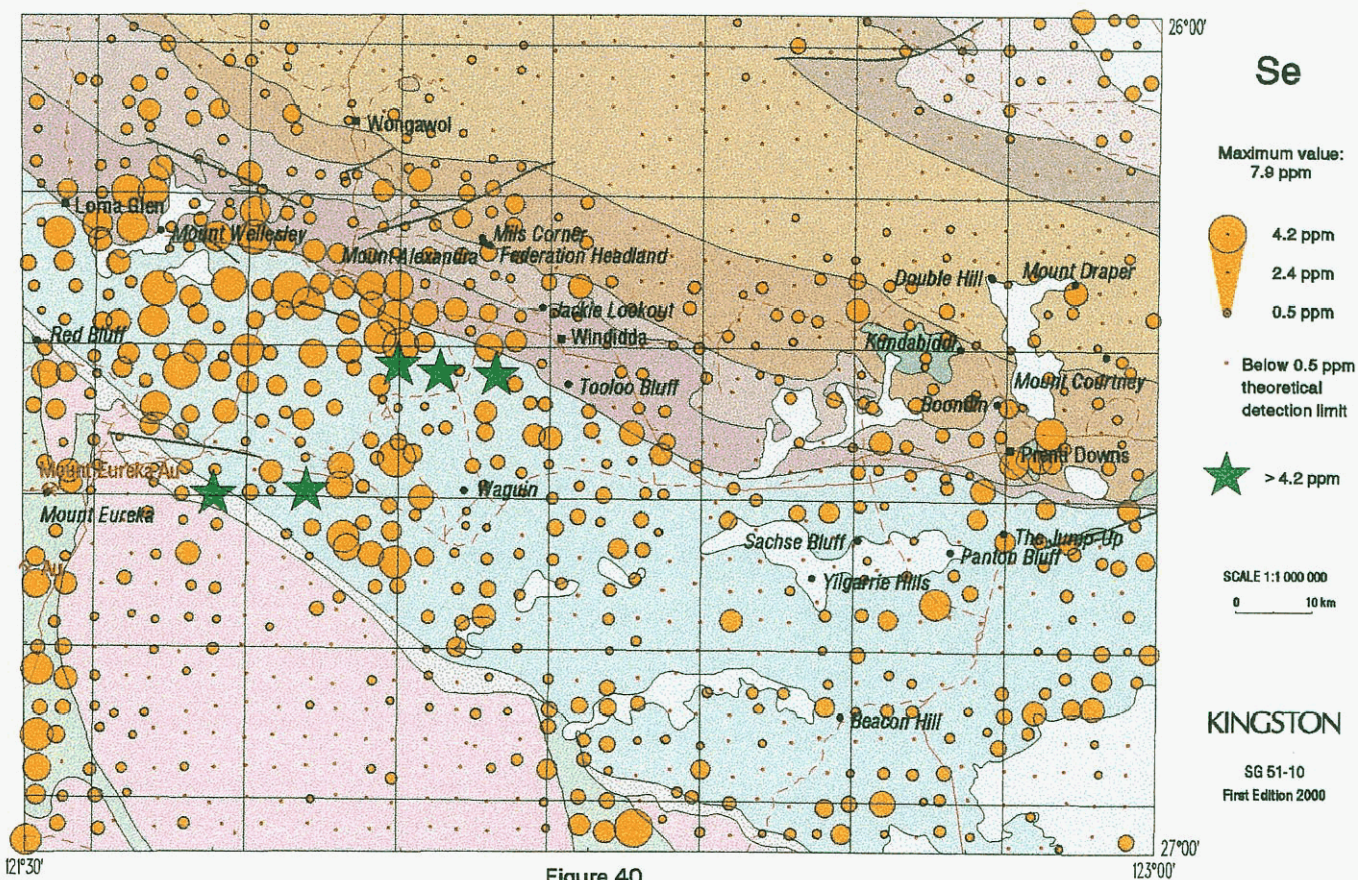 26°00'
Se
Maximum value:
7.9 ppm
4.2 ppm
2.4 ppm
0.5 ppm
Below 0.5 ppm
theoretical
detection limit
> 4.2 ppm
SCALE 1:1 000 000
0 10 km
KINGSTON
SG 51-10
First Edition 2000
Wongawol
Lorna Glen
Mount Wellesley
Mils Corner
Mount Alexandra
Federation Headland
Double Hill
Mount Draper
Jackie Lookout
Red Bluff
Windidda
Kundabiddi
Tooloo Bluff
Mount Courtney
Boontin
Prenti Downs
Mount Eureka Au
Mount Eureka
Waguin
Sachse Bluff
The Jump-Up
Panton Bluff
Au
Yilgarrie Hills
Beacon Hill
121°30'
27°00'
123°00'
Figure 40